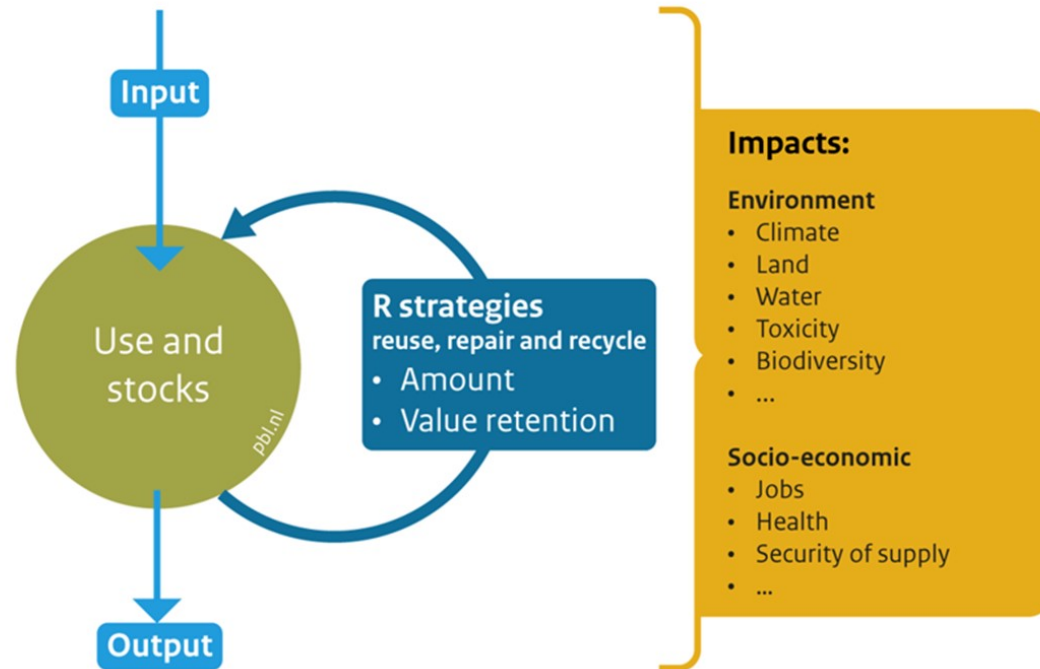 Input
Use and
stocks
pbl.nl
Output
R strategies
reuse, repair and recycle
• Amount
• Value retention
Impacts:
Environment
• Climate
• Land
• Water
• Toxicity
• Biodiversity
• ...
Socio-economic
• Jobs
• Health
• Security of supply
• ...